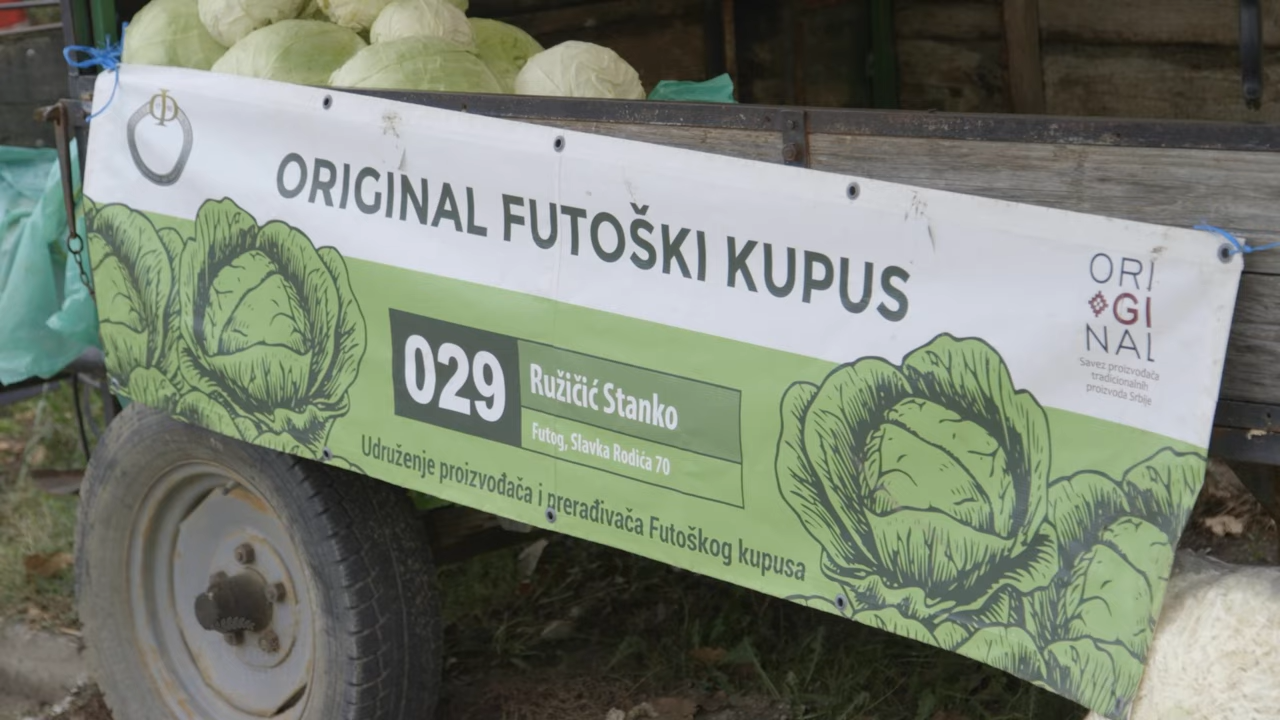 ORIGINAL FUTOŠKI KUPUS
ORI
GI
NAL
Savez proizvođača
tradicionalnih
proizvoda Srbije
029
Ružičić Stanko
Futog, Slavka Rodića 70
Udruženje proizvođača i prerađivača Futoškog kupusa